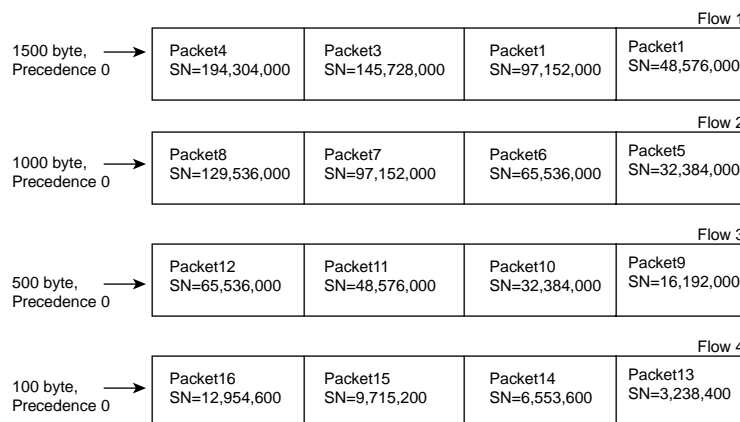 Flow 1
1500 byte,
Precedence 0
Packet4
SN=194,304,000
Packet3
SN=145,728,000
Packet1
SN=97,152,000
Packet1
SN=48,576,000
Flow 2
1000 byte,
Precedence 0
Packet8
SN=129,536,000
Packet7
SN=97,152,000
Packet6
SN=65,536,000
Packet5
SN=32,384,000
Flow 3
500 byte,
Precedence 0
Packet12
SN=65,536,000
Packet11
SN=48,576,000
Packet10
SN=32,384,000
Packet9
SN=16,192,000
Flow 4
100 byte,
Precedence 0
Packet16
SN=12,954,600
Packet15
SN=9,715,200
Packet14
SN=6,553,600
Packet13
SN=3,238,400